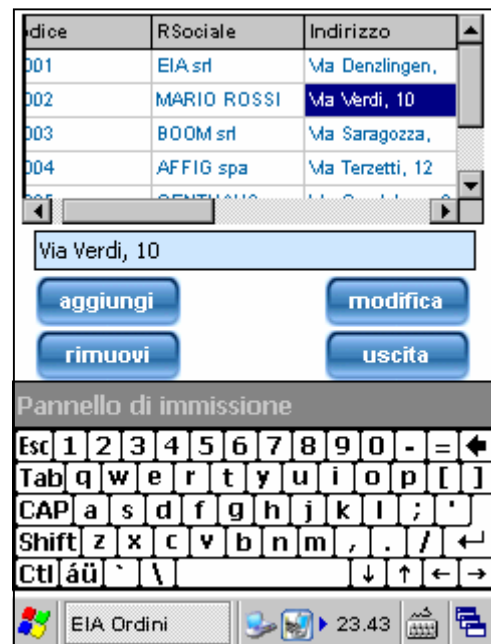 dice RSociale Indirizzo
001 EIA srl Via Denzlingen,
002 MARIO ROSSI Via Verdi, 10
003 BOOM srl Via Saragozza,
004 AFFIG spa Via Terzetti, 12
Via Verdi, 10
aggiungi modifica
rimuovi uscita
Pannello di immissione
Esc 1 2 3 4 5 6 7 8 9 0 - =
Tab q w e r t y u i o p [ ]
CAP a s d f g h j k l ; '
Shift z x c v b n m , . /
Ctl áü ` \ ↓ ↑ ← →
EIA Ordini 23.43